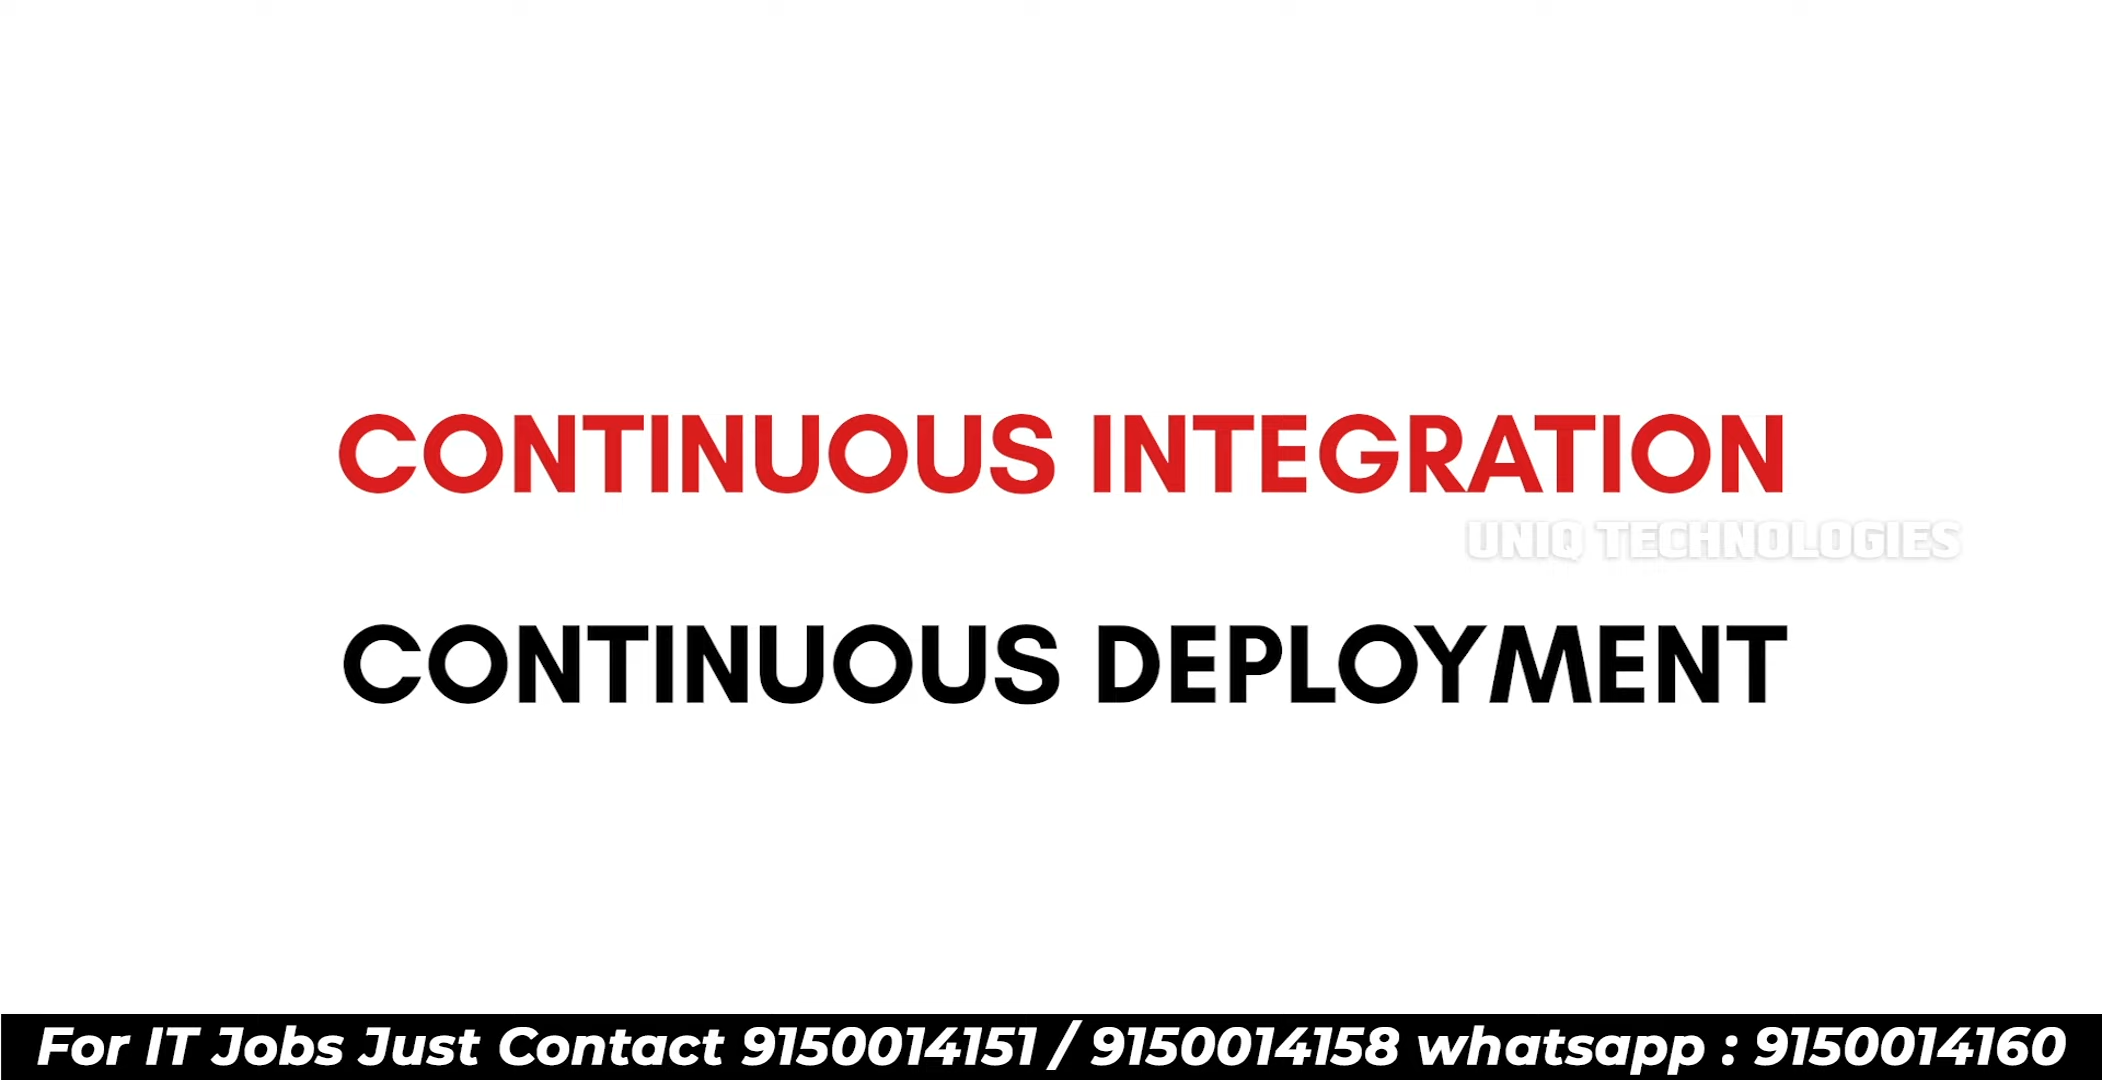 CONTINUOUS INTEGRATION
UNIQ TECHNOLOGIES
CONTINUOUS DEPLOYMENT
For IT Jobs Just Contact 9150014151 / 9150014158 whatsapp : 9150014160